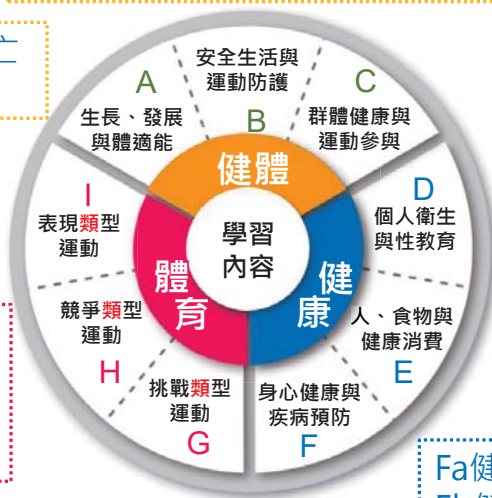 A
生長、發展
與體適能
安全生活與
運動防護
B
C
群體健康與
運動參與
D
個人衛生
與性教育
人、食物與
健康消費
E
身心健康與
疾病預防
F
挑戰類型
運動
G
競爭類型
運動
H
I
表現類型
運動
健體
健康
體育
學習
內容
Fa健